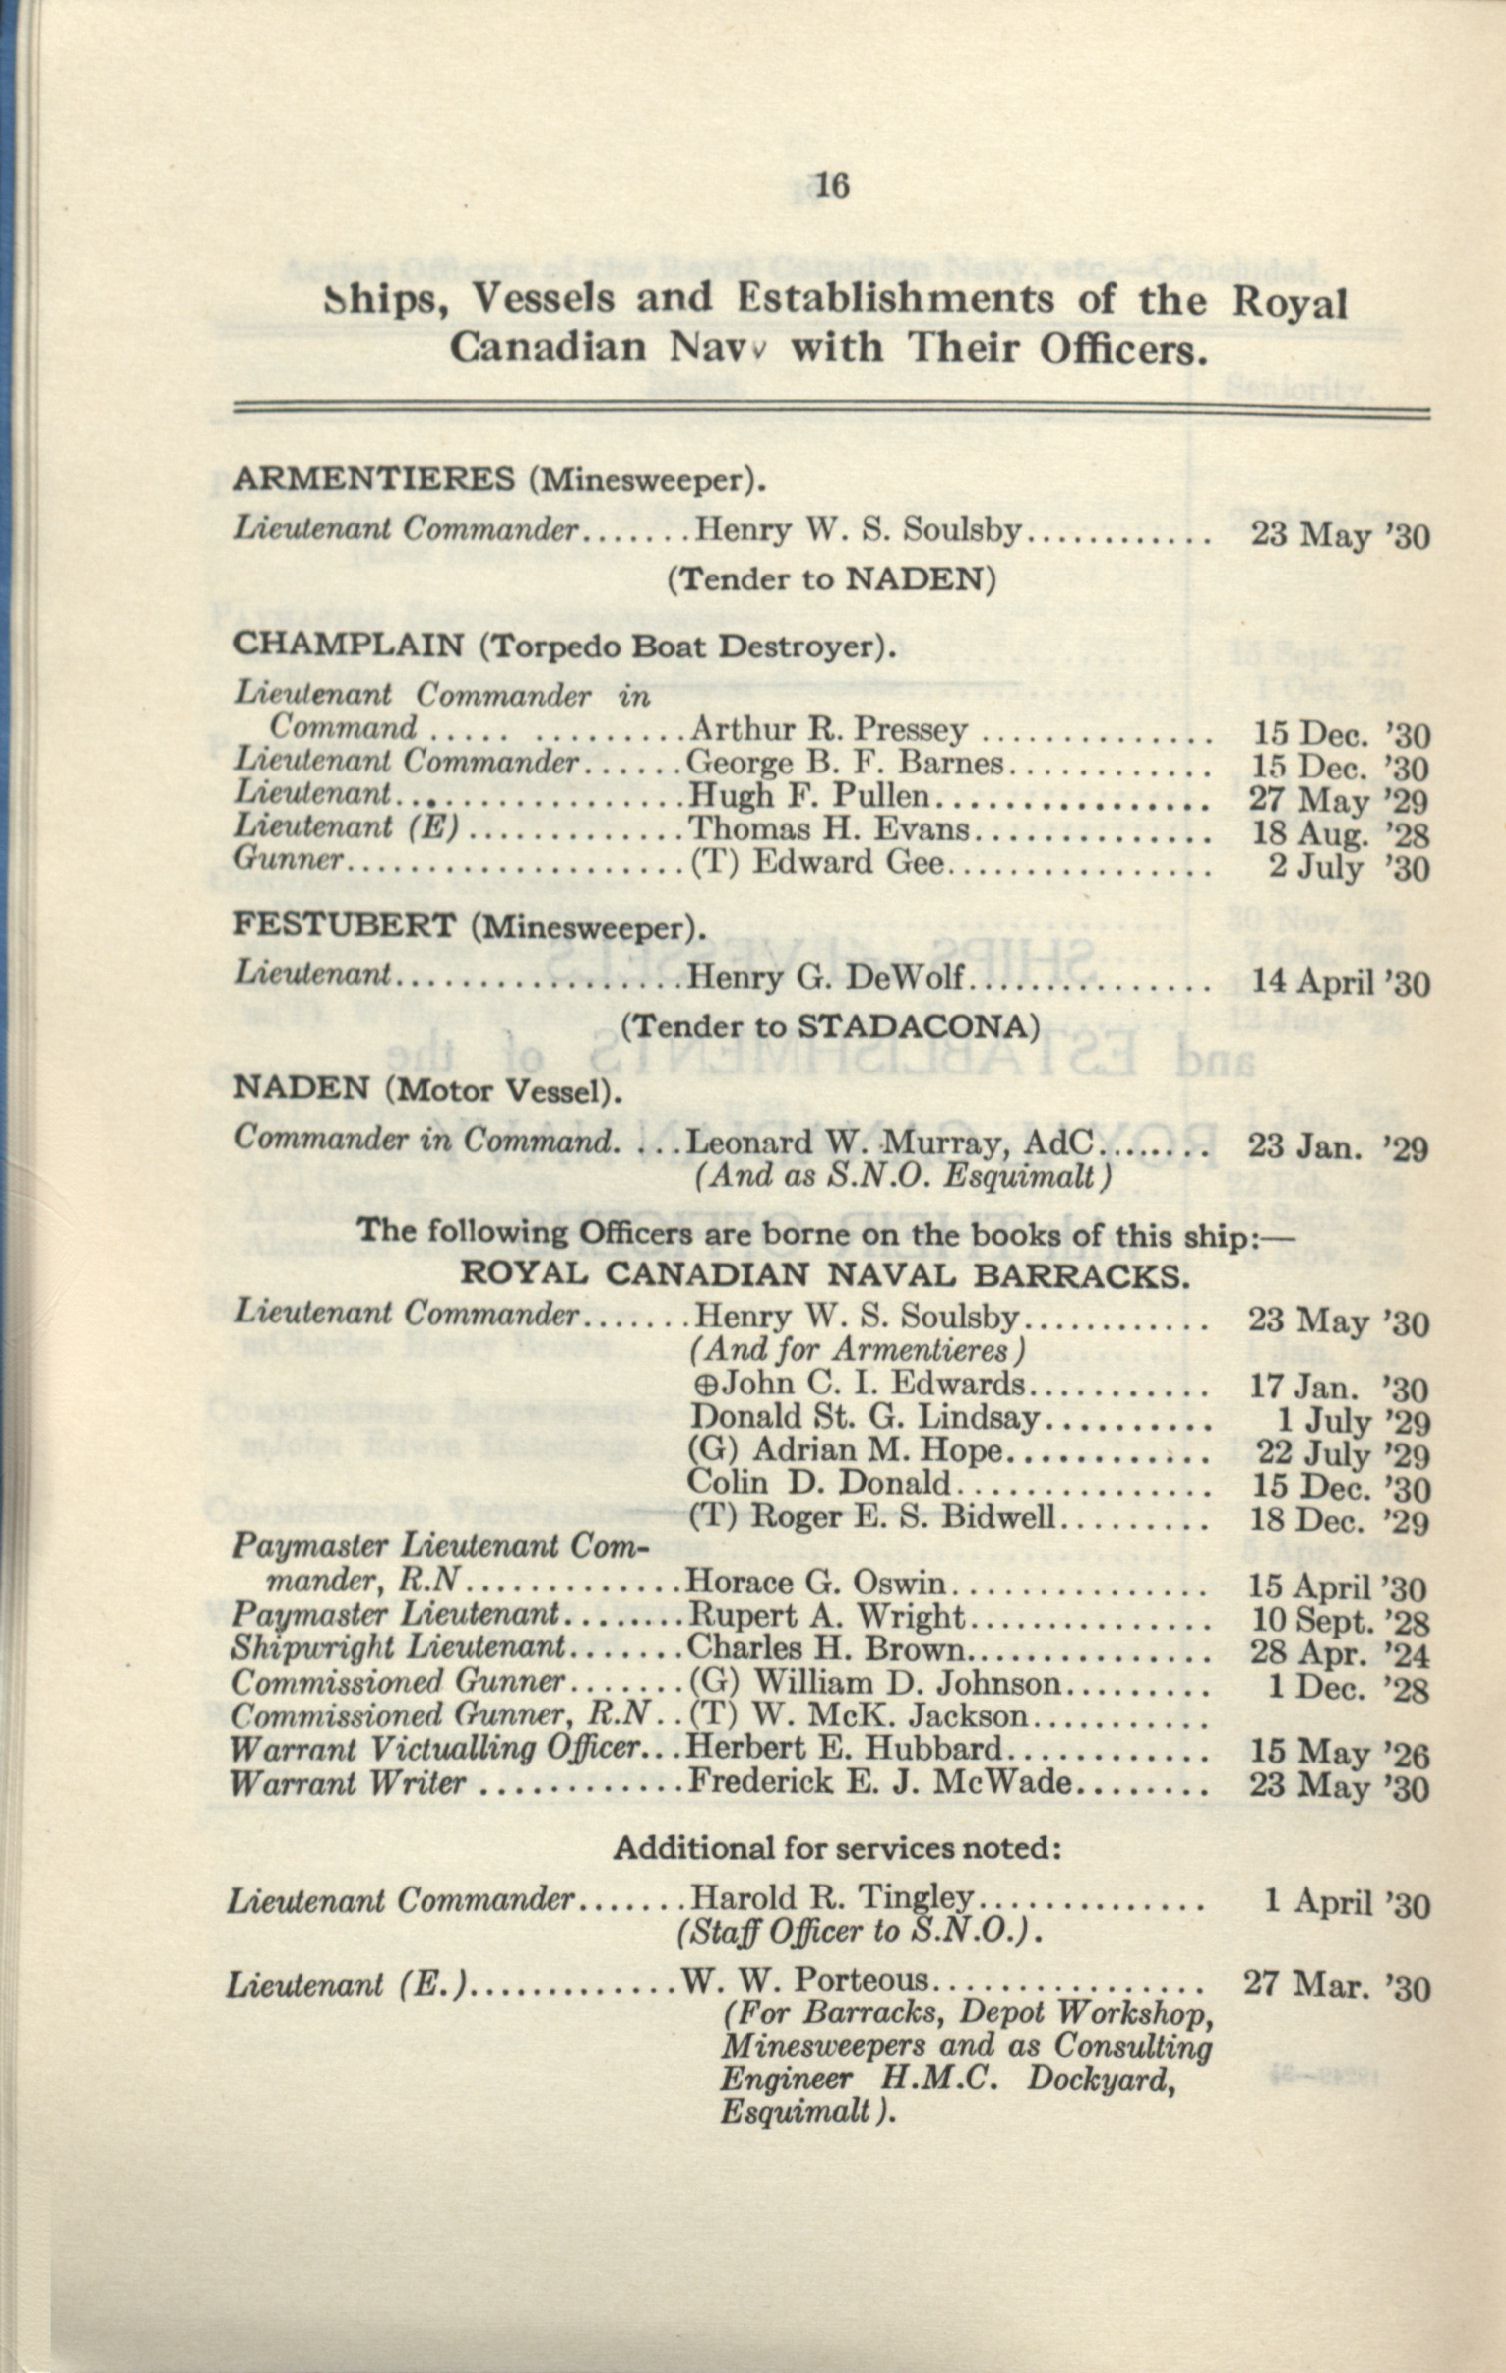 16
Ships, Vessels and Establishments of the Royal
Canadian Navy with Their Officers.
ARMENTIERES (Minesweeper).
Lieutenant Commander.......Henry W. S. Soulsby............ 23 May ’30
(Tender to NADEN)
CHAMPLAIN (Torpedo Boat Destroyer).
Lieutenant Commander in
Command ..... ..........Arthur R. Pressey ............... 15 Dec. ’30
Lieutenant Commander......George B. F. Barnes............. 15 Dec. ’30
Lieutenant..................Hugh F. Pullen................. 27 May ’29
Lieutenant (E)..............Thomas H. Evans............... 18 Aug. ’28
Gunner.....................(T) Edward Gee................. 2 July ’30
FESTUBERT (Minesweeper).
Lieutenant..................Henry G. DeWolf................ 14 April ’30
(Tender to STADACONA)
NADEN (Motor Vessel).
Commander in Command. ...Leonard W. Murray, AdC........ 23 Jan. ’29
(And as S.N.O. Esquimalt)
The following Officers are borne on the books of this ship:—
ROYAL CANADIAN NAVAL BARRACKS.
Lieutenant Commander.......Henry W. S. Soulsby............ 23 May ’30
(And for Armentieres)
⊕John C. I. Edwards............ 17 Jan. ’30
Donald St. G. Lindsay.......... 1 July ’29
(G) Adrian M. Hope............. 22 July ’29
Colin D. Donald................ 15 Dec. ’30
(T) Roger E. S. Bidwell.......... 18 Dec. ’29
Paymaster Lieutenant Com-
mander, R.N..............Horace G. Oswin................ 15 April ’30
Paymaster Lieutenant........Rupert A. Wright............... 10 Sept. ’28
Shipwright Lieutenant.......Charles H. Brown............... 28 Apr. ’24
Commissioned Gunner.......(G) William D. Johnson......... 1 Dec. ’28
Commissioned Gunner, R.N..(T) W. McK. Jackson...........
Warrant Victualling Officer...Herbert E. Hubbard............. 15 May ’26
Warrant Writer .............Frederick E. J. McWade........ 23 May ’30
Additional for services noted:
Lieutenant Commander.......Harold R. Tingley.............. 1 April ’30
(Staff Officer to S.N.O.).
Lieutenant (E.).............W. W. Porteous................. 27 Mar. ’30
(For Barracks, Depot Workshop,
Minesweepers and as Consulting
Engineer H.M.C. Dockyard,
Esquimalt).